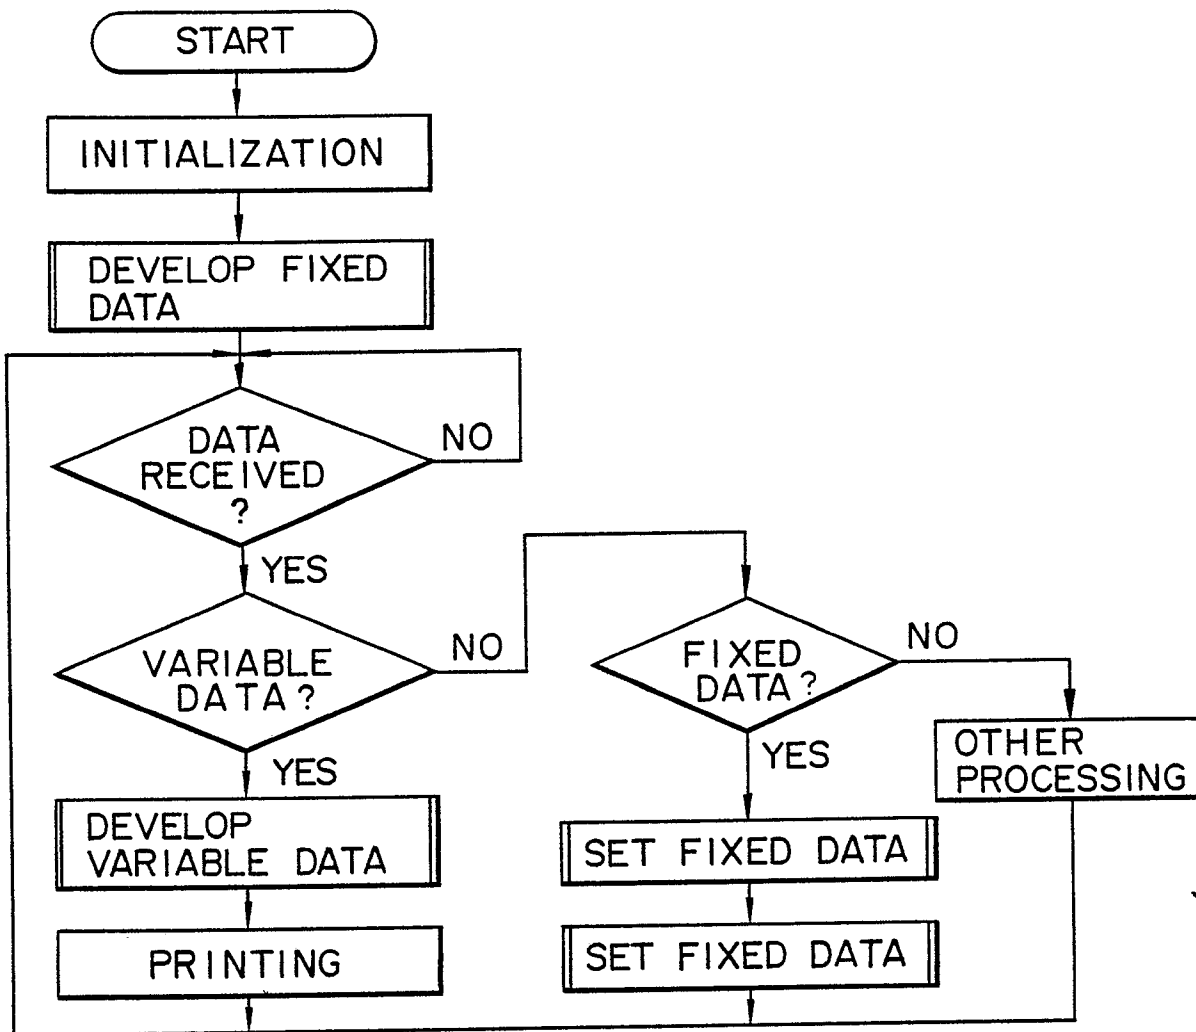 START
INITIALIZATION
DEVELOP FIXED
DATA
DATA
RECEIVED
?
NO
YES
VARIABLE
DATA?
NO
YES
FIXED
DATA?
NO
YES
OTHER
PROCESSING
DEVELOP
VARIABLE DATA
SET FIXED DATA
PRINTING
SET FIXED DATA